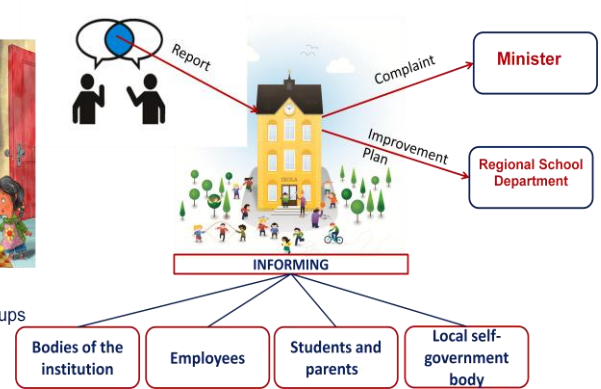 Report
Complaint
Minister
Improvement
Plan
Regional School
Department
INFORMING
ups
Bodies of the
institution
Employees
Students and
parents
Local self-
government
body